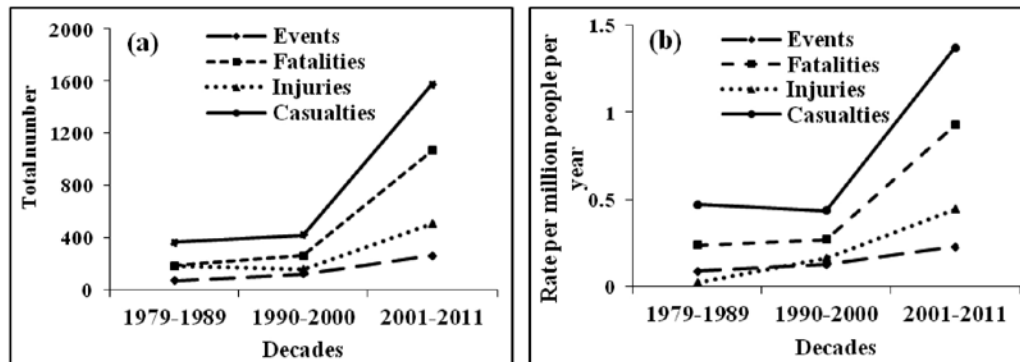 (a)
Events
Fatalities
Injuries
Casualties
2000
1600
1200
800
400
0
Total number
1979-1989 1990-2000 2001-2011
Decades
(b)
Events
Fatalities
Injuries
Casualties
1.5
1
0.5
0
Rate per million people per
year
1979-1989 1990-2000 2001-2011
Decades